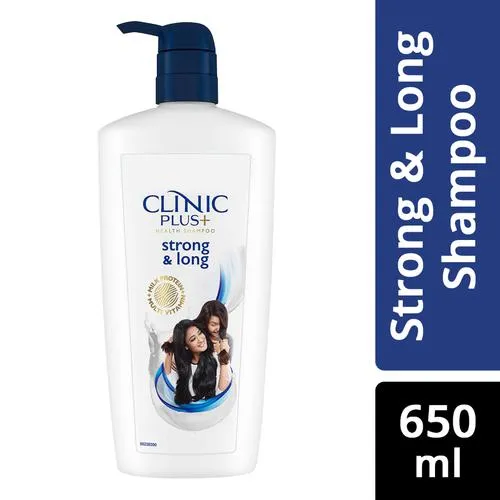 CLINIC
PLUS+
HEALTH SHAMPOO
strong
& long
MILK PROTEIN +
MULTI VITAMIN +
Strong & Long
Shampoo
650
ml